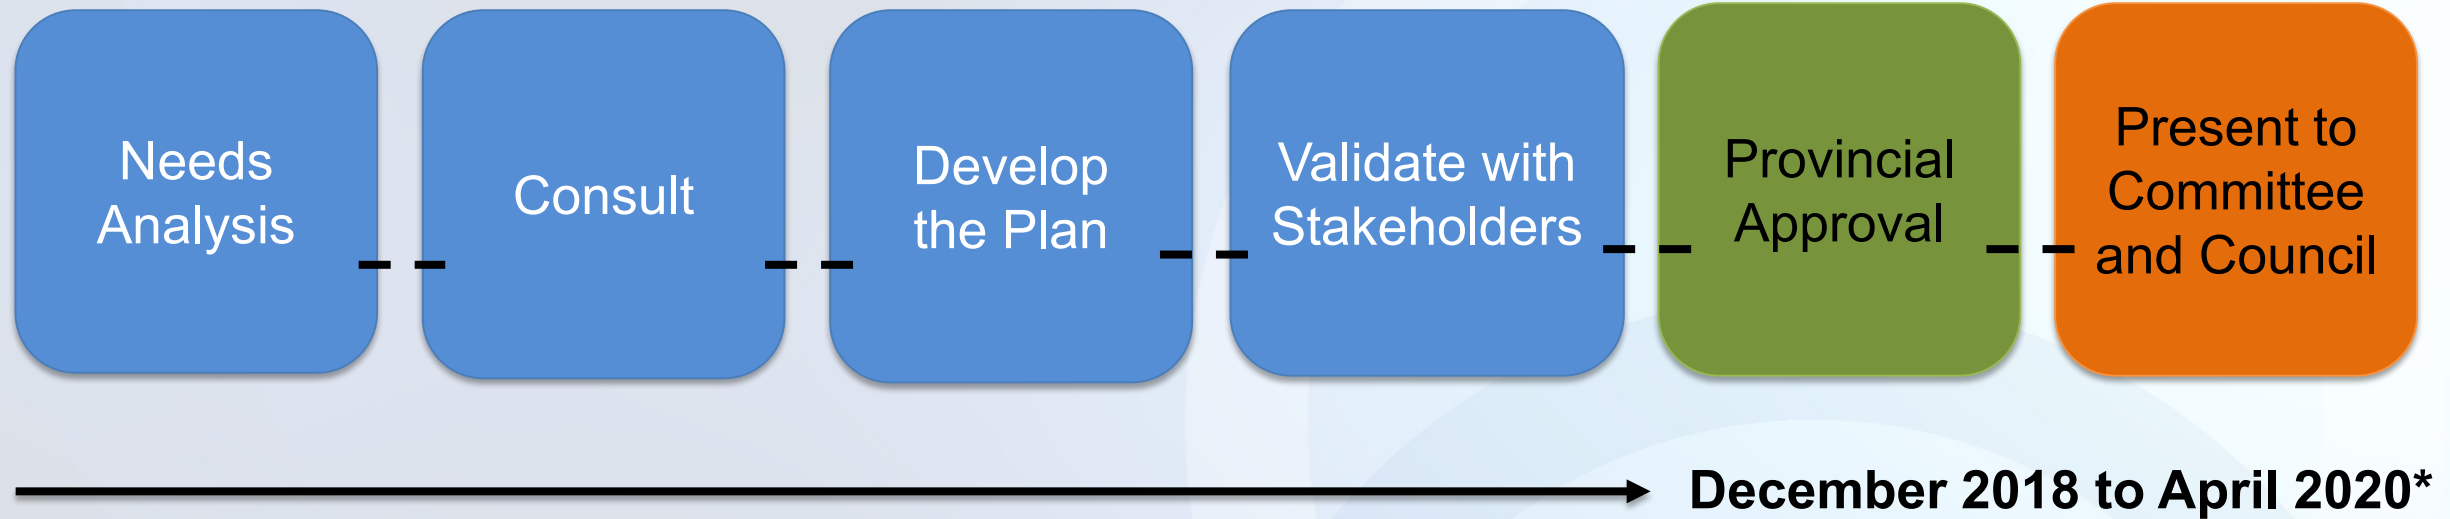 Needs
Analysis
Consult
Develop
the Plan
Validate with
Stakeholders
Provincial
Approval
Present to
Committee
and Council
December 2018 to April 2020*